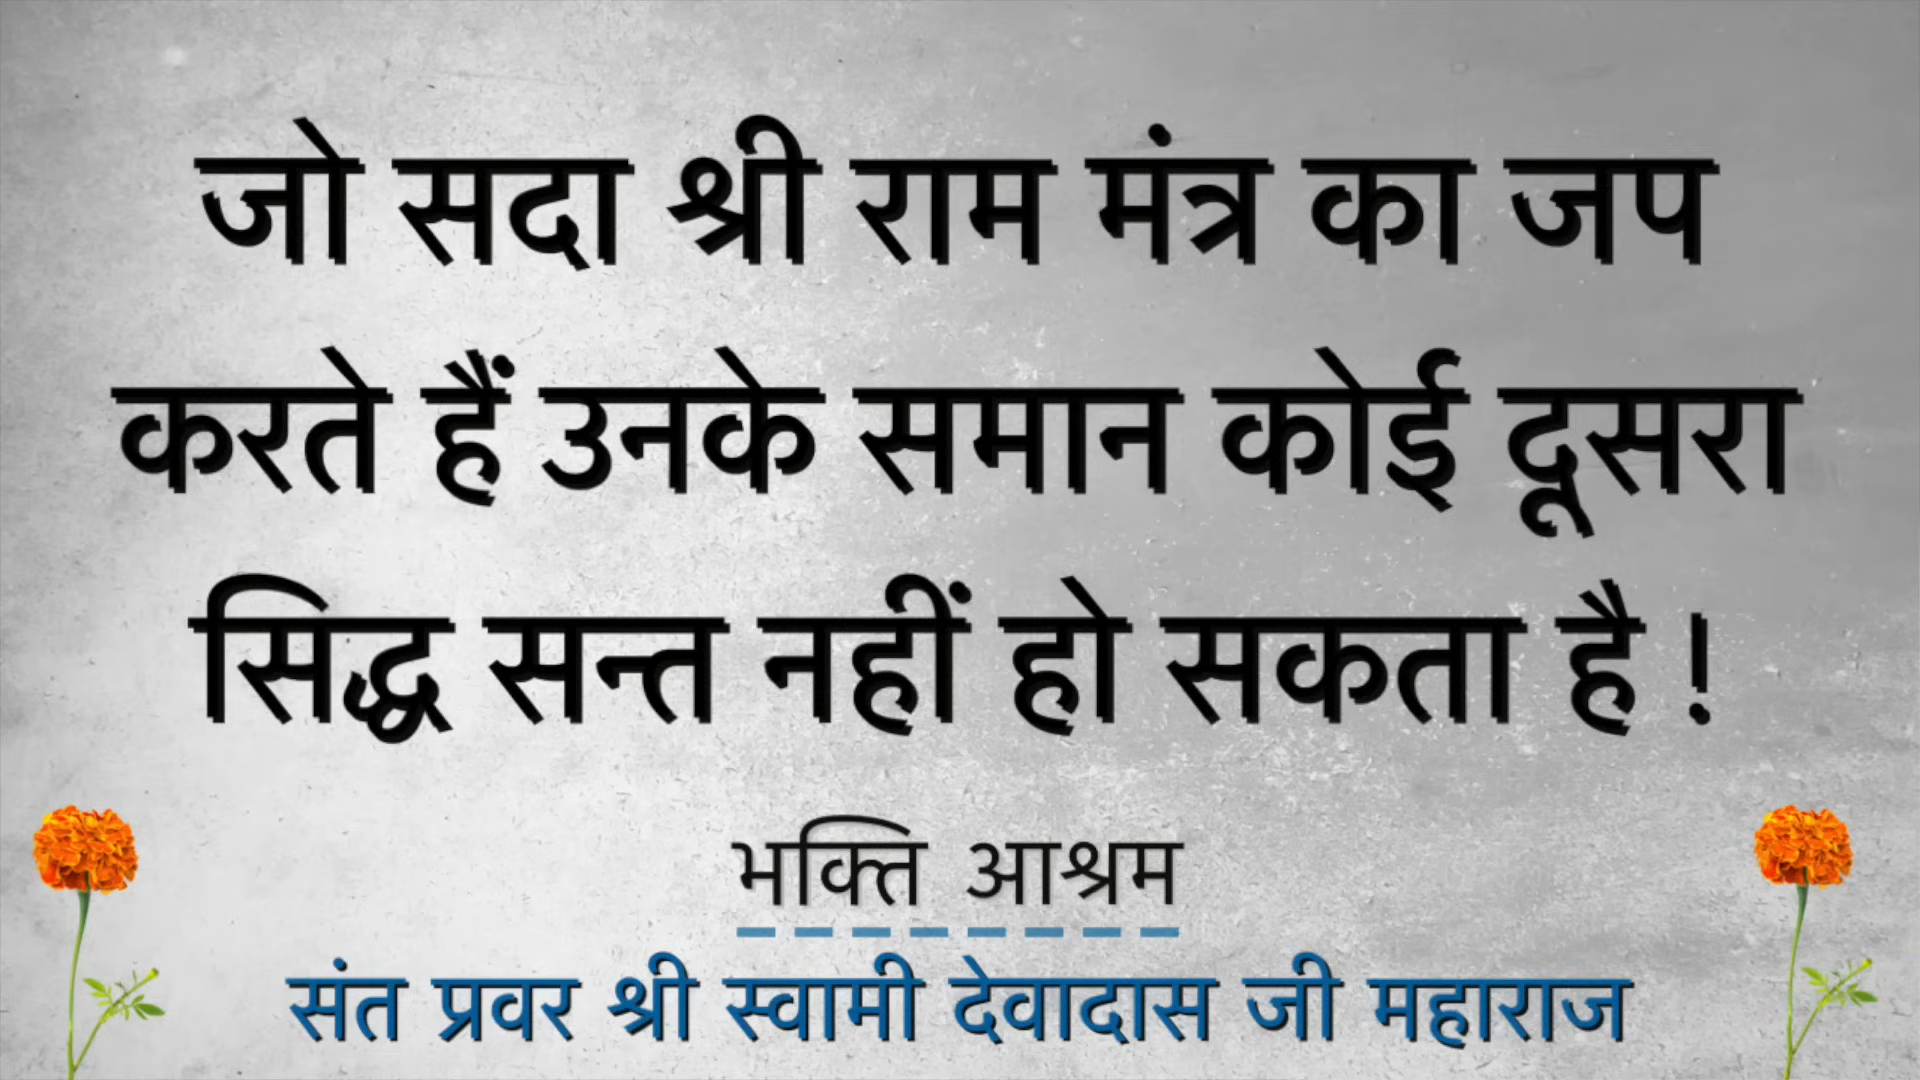 जो सदा श्री राम मंत्र का जप
करते हैं उनके समान कोई दूसरा
सिद्ध सन्त नहीं हो सकता है !
भक्ति आश्रम
संत प्रवर श्री स्वामी देवादास जी महाराज